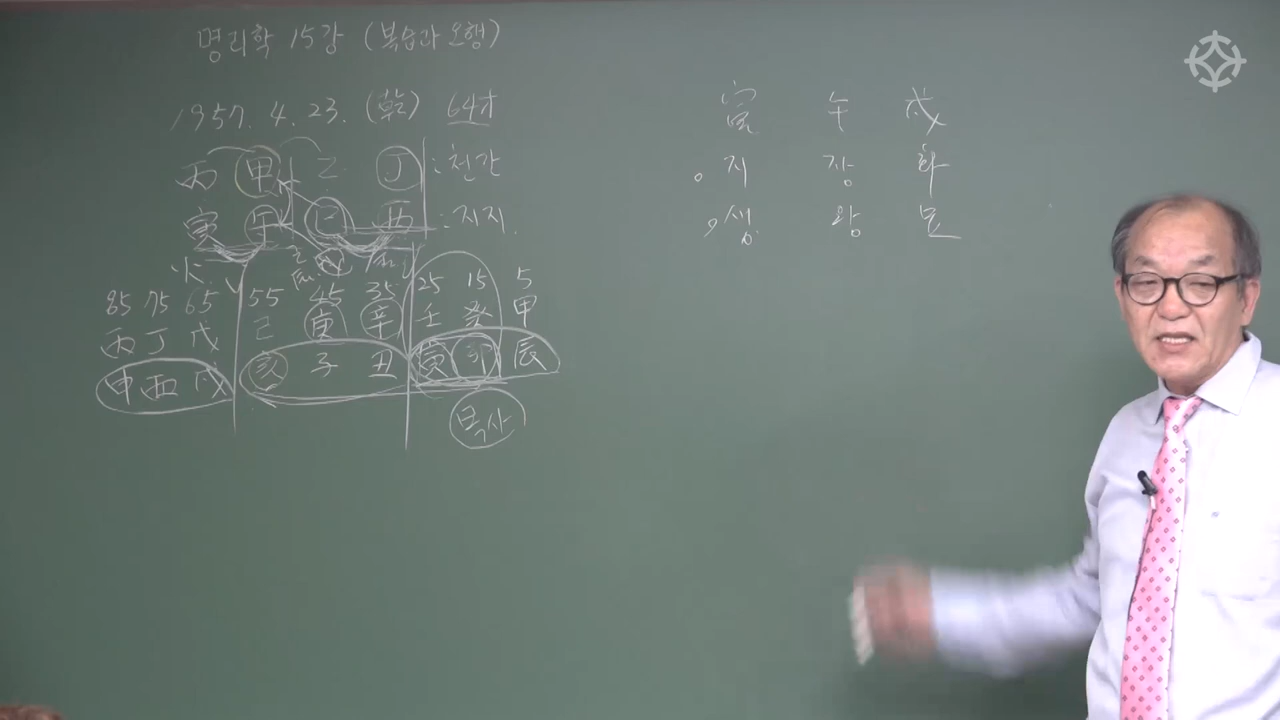 명리학 15강 (복습과 오행)
1957. 4. 23. (乾) 64才
丙 甲 乙 丁 : 천간
寅 午 巳 酉 : 지지
火
85 75 65 55 45 35 25 15 5
丙 丁 戊 己 庚 辛 壬 癸 甲
申 酉 戌 亥 子 丑 寅 卯 辰
목사
寅 午 戌
지 장 화
생 왕 묘